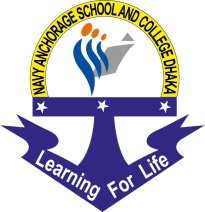 NAVY ANCHORAGE SCHOOL AND COLLEGE DHAKA
Learning For Life